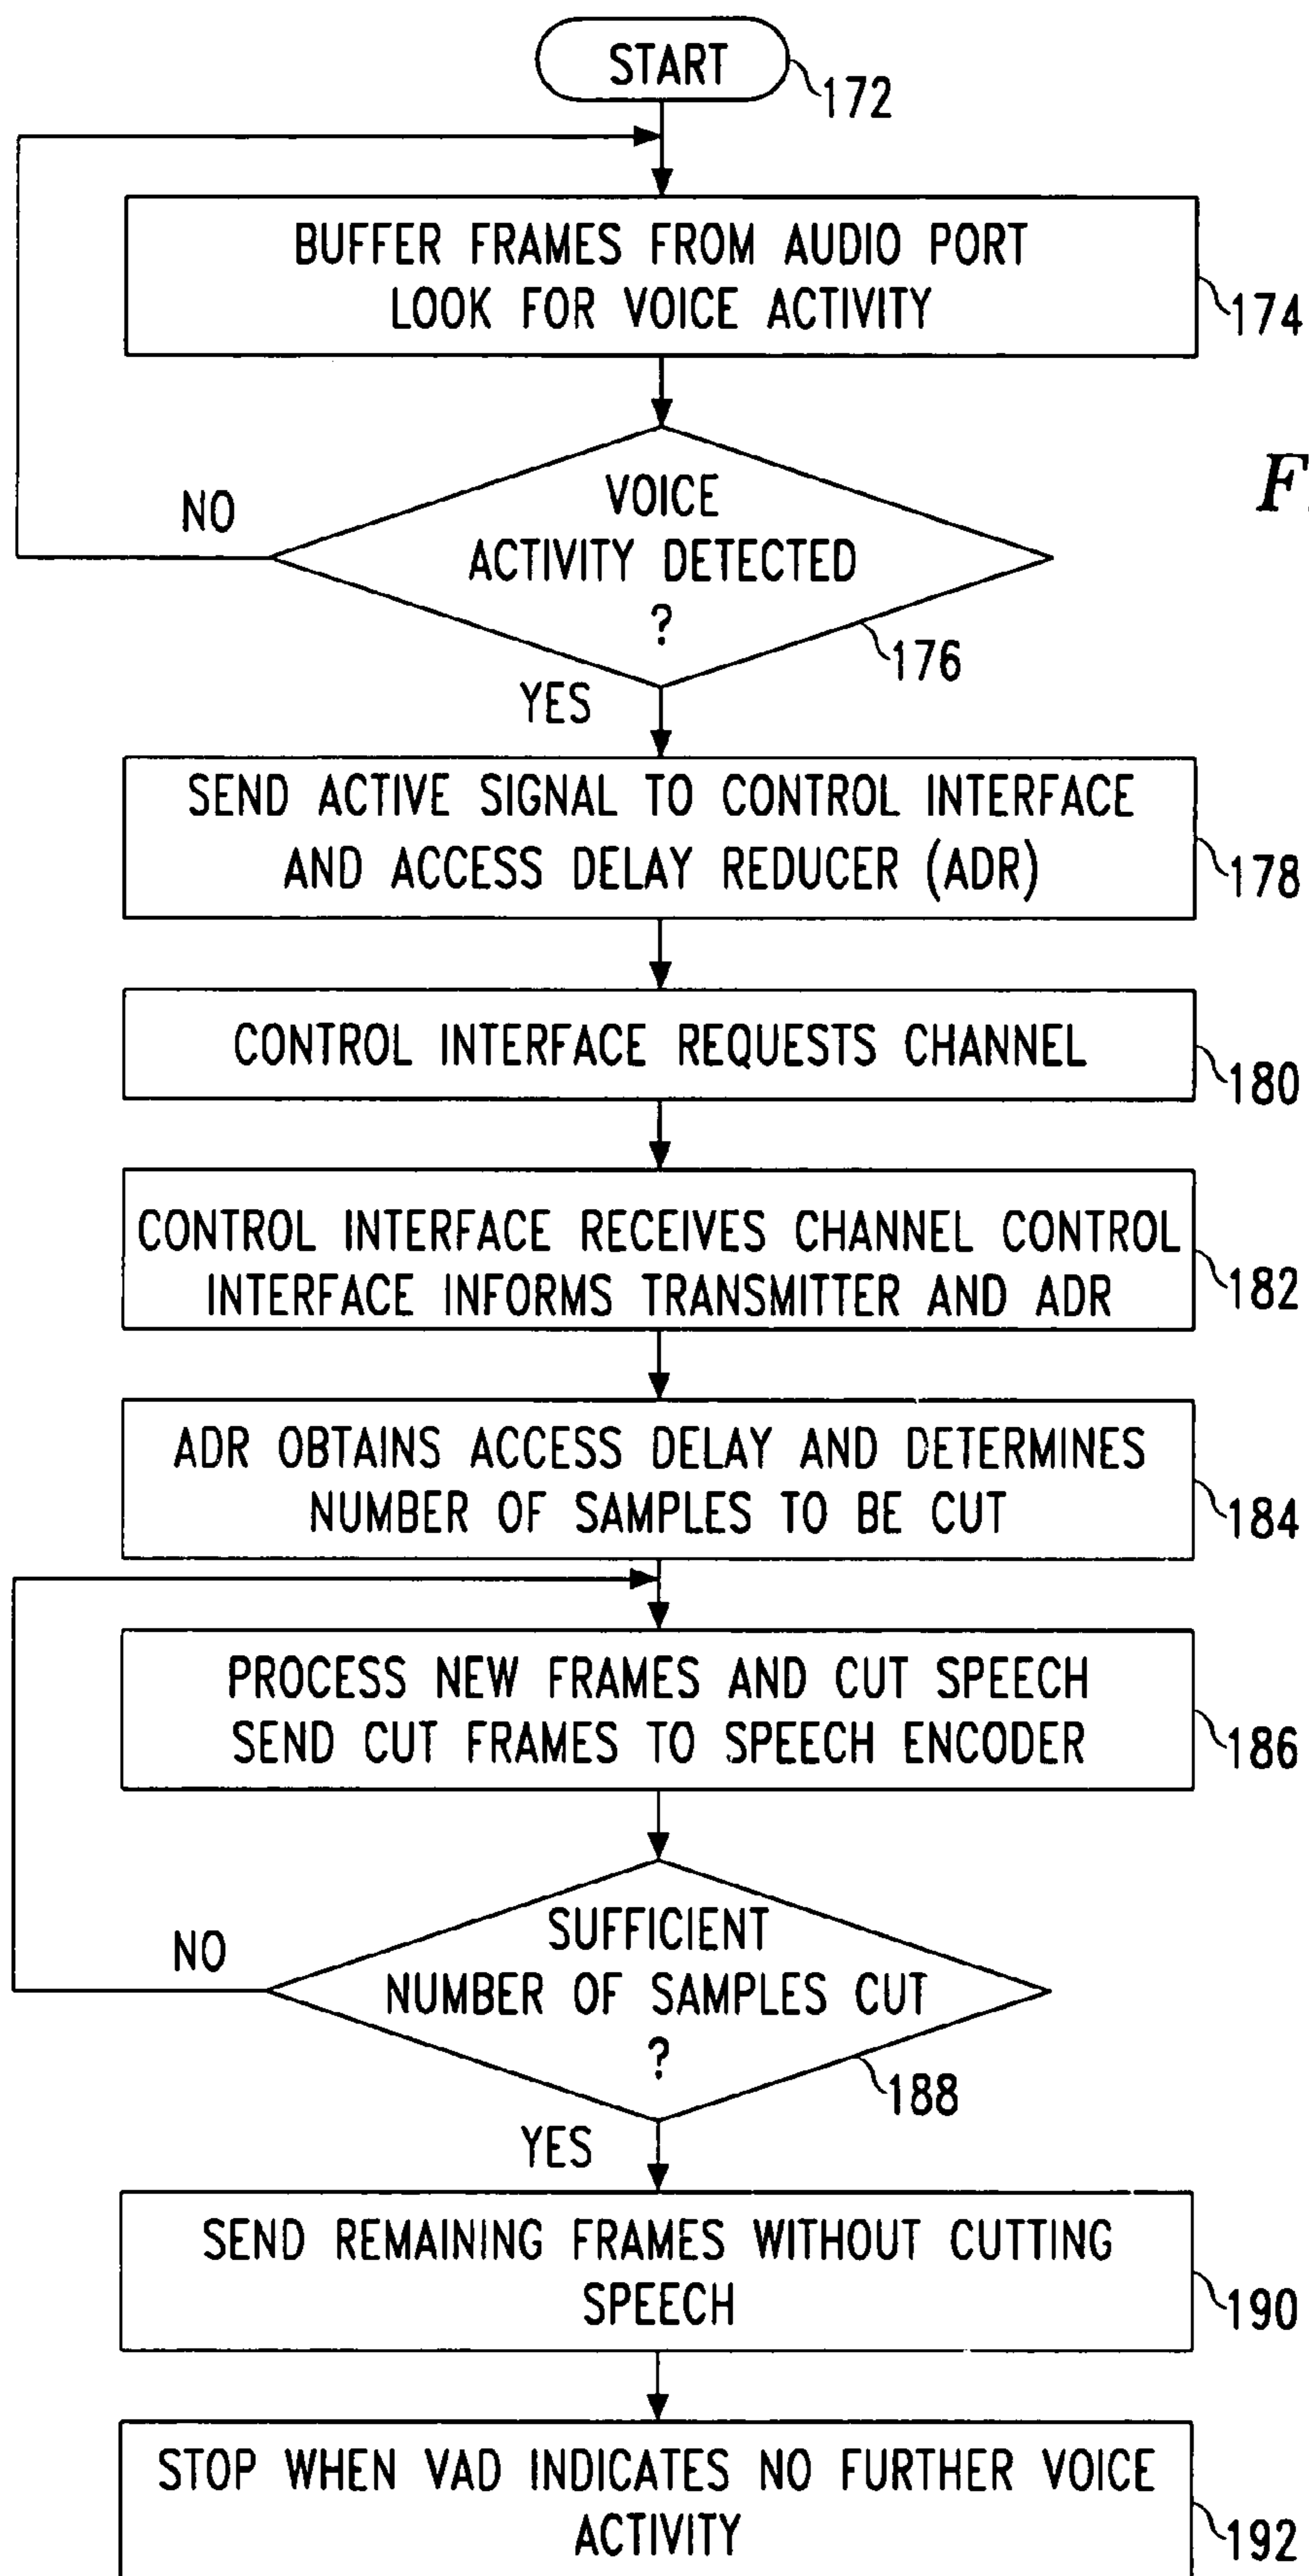 START
172
BUFFER FRAMES FROM AUDIO PORT
LOOK FOR VOICE ACTIVITY
174
F
NO
VOICE
ACTIVITY DETECTED
?
176
YES
SEND ACTIVE SIGNAL TO CONTROL INTERFACE
AND ACCESS DELAY REDUCER (ADR)
178
CONTROL INTERFACE REQUESTS CHANNEL
180
CONTROL INTERFACE RECEIVES CHANNEL CONTROL
INTERFACE INFORMS TRANSMITTER AND ADR
182
ADR OBTAINS ACCESS DELAY AND DETERMINES
NUMBER OF SAMPLES TO BE CUT
184
PROCESS NEW FRAMES AND CUT SPEECH
SEND CUT FRAMES TO SPEECH ENCODER
186
NO
SUFFICIENT
NUMBER OF SAMPLES CUT
?
188
YES
SEND REMAINING FRAMES WITHOUT CUTTING
SPEECH
190
STOP WHEN VAD INDICATES NO FURTHER VOICE
ACTIVITY
192